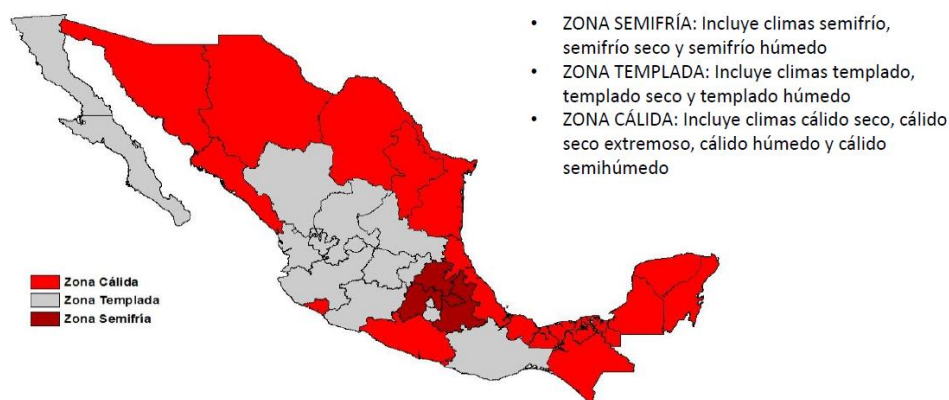 • ZONA SEMIFRÍA: Incluye climas semifrío,
semifrío seco y semifrío húmedo
• ZONA TEMPLADA: Incluye climas templado,
templado seco y templado húmedo
• ZONA CÁLIDA: Incluye climas cálido seco, cálido
seco extremoso, cálido húmedo y cálido
semihúmedo
Zona Cálida
Zona Templada
Zona Semifría